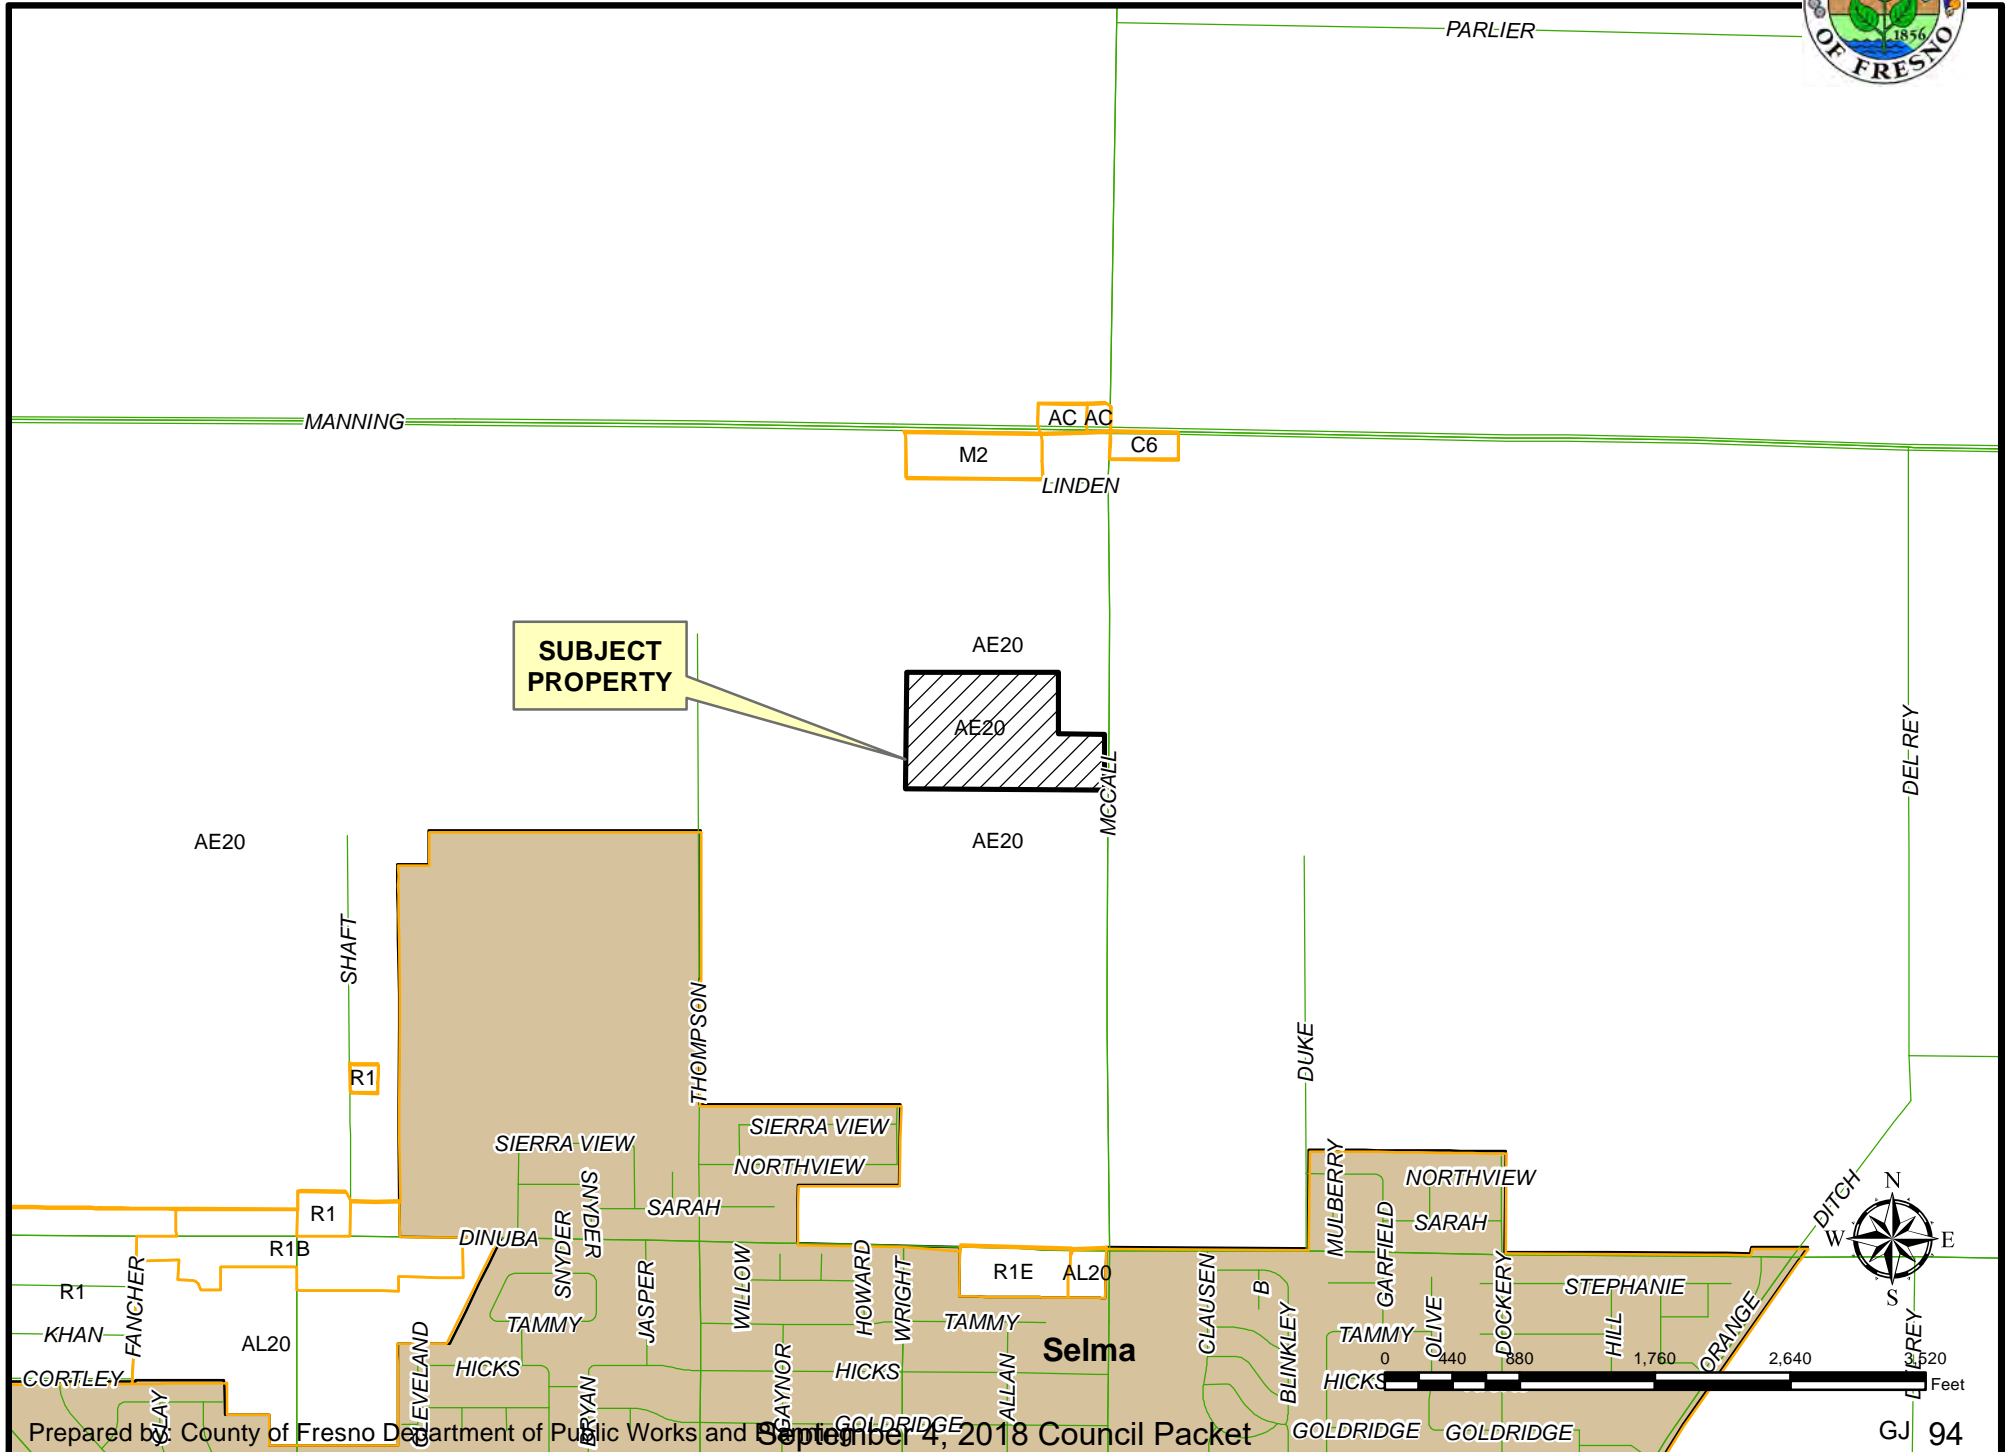 PARLIER
1856
OF FRESNO
MANNING
AC AC
M2
C6
LINDEN
SUBJECT
PROPERTY
AE20
AE20
MCCALL
DEL REY
AE20
AE20
SHAFT
THOMPSON
DUKE
R1
SIERRA VIEW
SIERRA VIEW
NORTHVIEW
MULBERRY
NORTHVIEW
SNYDER
SARAH
SARAH
DITCH
N
W
E
S
R1
R1B
DINUBA
SNYDER
GARFIELD
R1
FANCHER
JASPER
WILLOW
HOWARD
WRIGHT
R1E
AL20
CLAUSEN
B
BLINKLEY
OLIVE
DOCKERY
STEPHANIE
HILL
ORANGE
KHAN
AL20
CLEVELAND
TAMMY
TAMMY
TAMMY
Selma
CORTLEY
CLAY
HICKS
BRYAN
GAYNOR
HICKS
ALLAN
HICKS
0 440 880 1,760 2,640 3,520
Feet
DEL REY
GOLDRIDGE
GOLDRIDGE
GOLDRIDGE
Prepared by: County of Fresno Department of Public Works and Planning
September 4, 2018 Council Packet
GJ
94